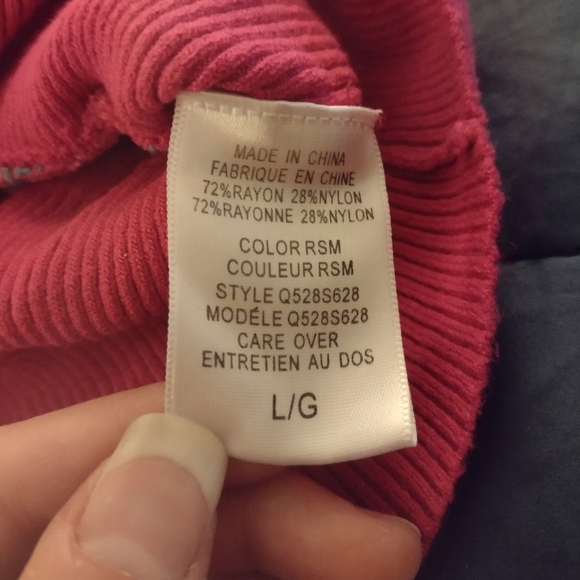 MADE IN CHINA
FABRIQUE EN CHINE
72%RAYON 28%NYLON
72%RAYONNE 28%NYLON
COLOR RSM
COULEUR RSM
STYLE Q528S628
MODÉLE Q528S628
CARE OVER
ENTRETIEN AU DOS
L/G